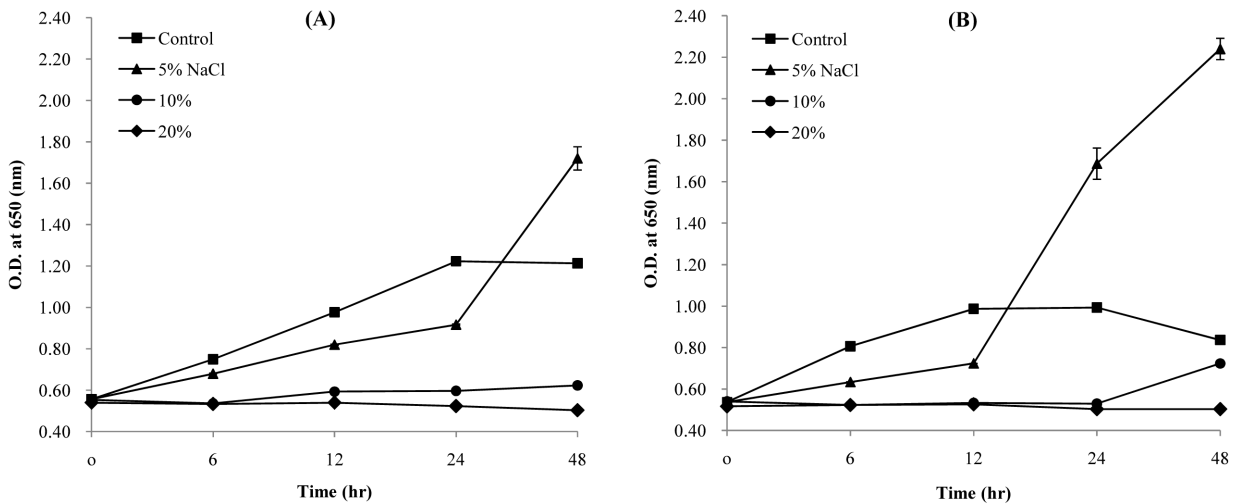 (A)
2.40
2.20
2.00
1.80
1.60
1.40
1.20
1.00
0.80
0.60
0.40
O.D. at 650 (nm)
Control
5% NaCl
10%
20%
o 6 12 24 48
Time (hr)
(B)
2.40
2.20
2.00
1.80
1.60
1.40
1.20
1.00
0.80
0.60
0.40
O.D. at 650 (nm)
Control
5% NaCl
10%
20%
o 6 12 24 48
Time (hr)